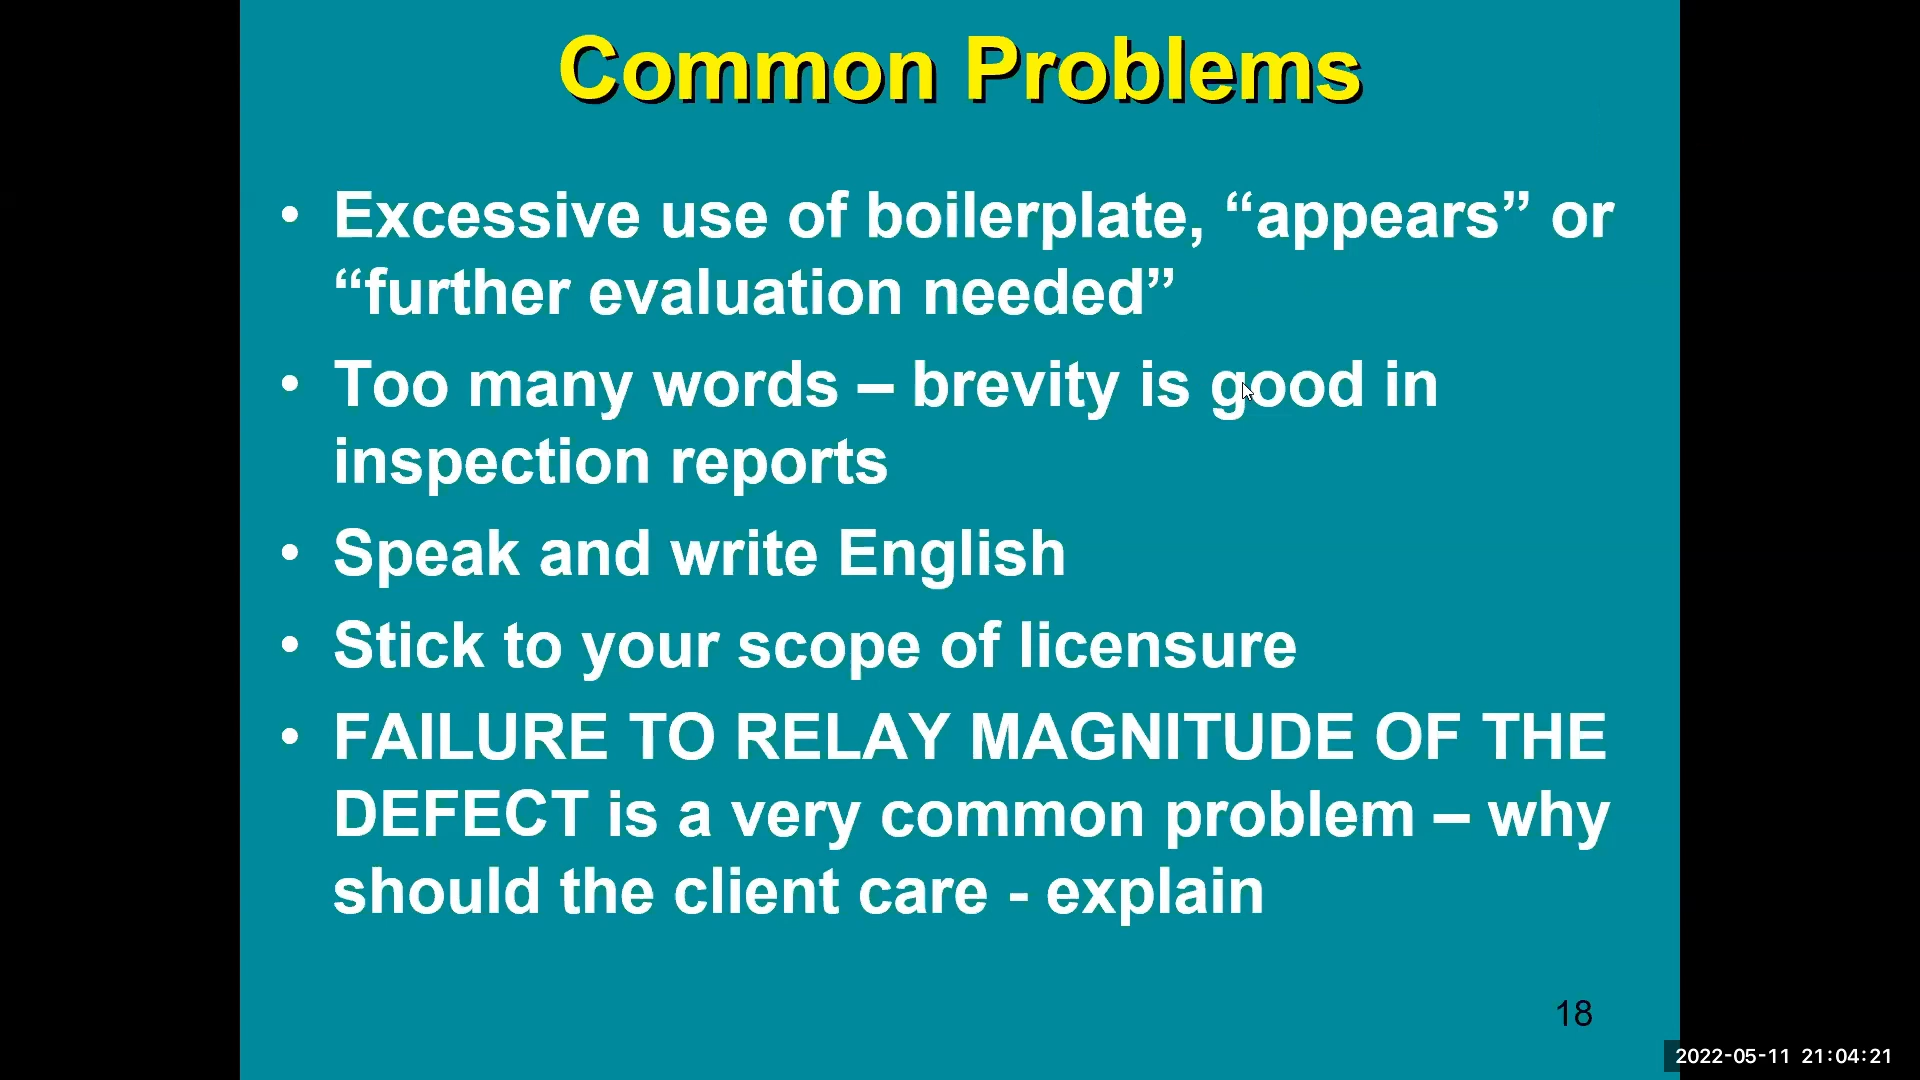 Common Problems
• Excessive use of boilerplate, “appears” or
“further evaluation needed”
• Too many words – brevity is good in
inspection reports
• Speak and write English
• Stick to your scope of licensure
• FAILURE TO RELAY MAGNITUDE OF THE
DEFECT is a very common problem – why
should the client care - explain
18
2022-05-11 21:04:21